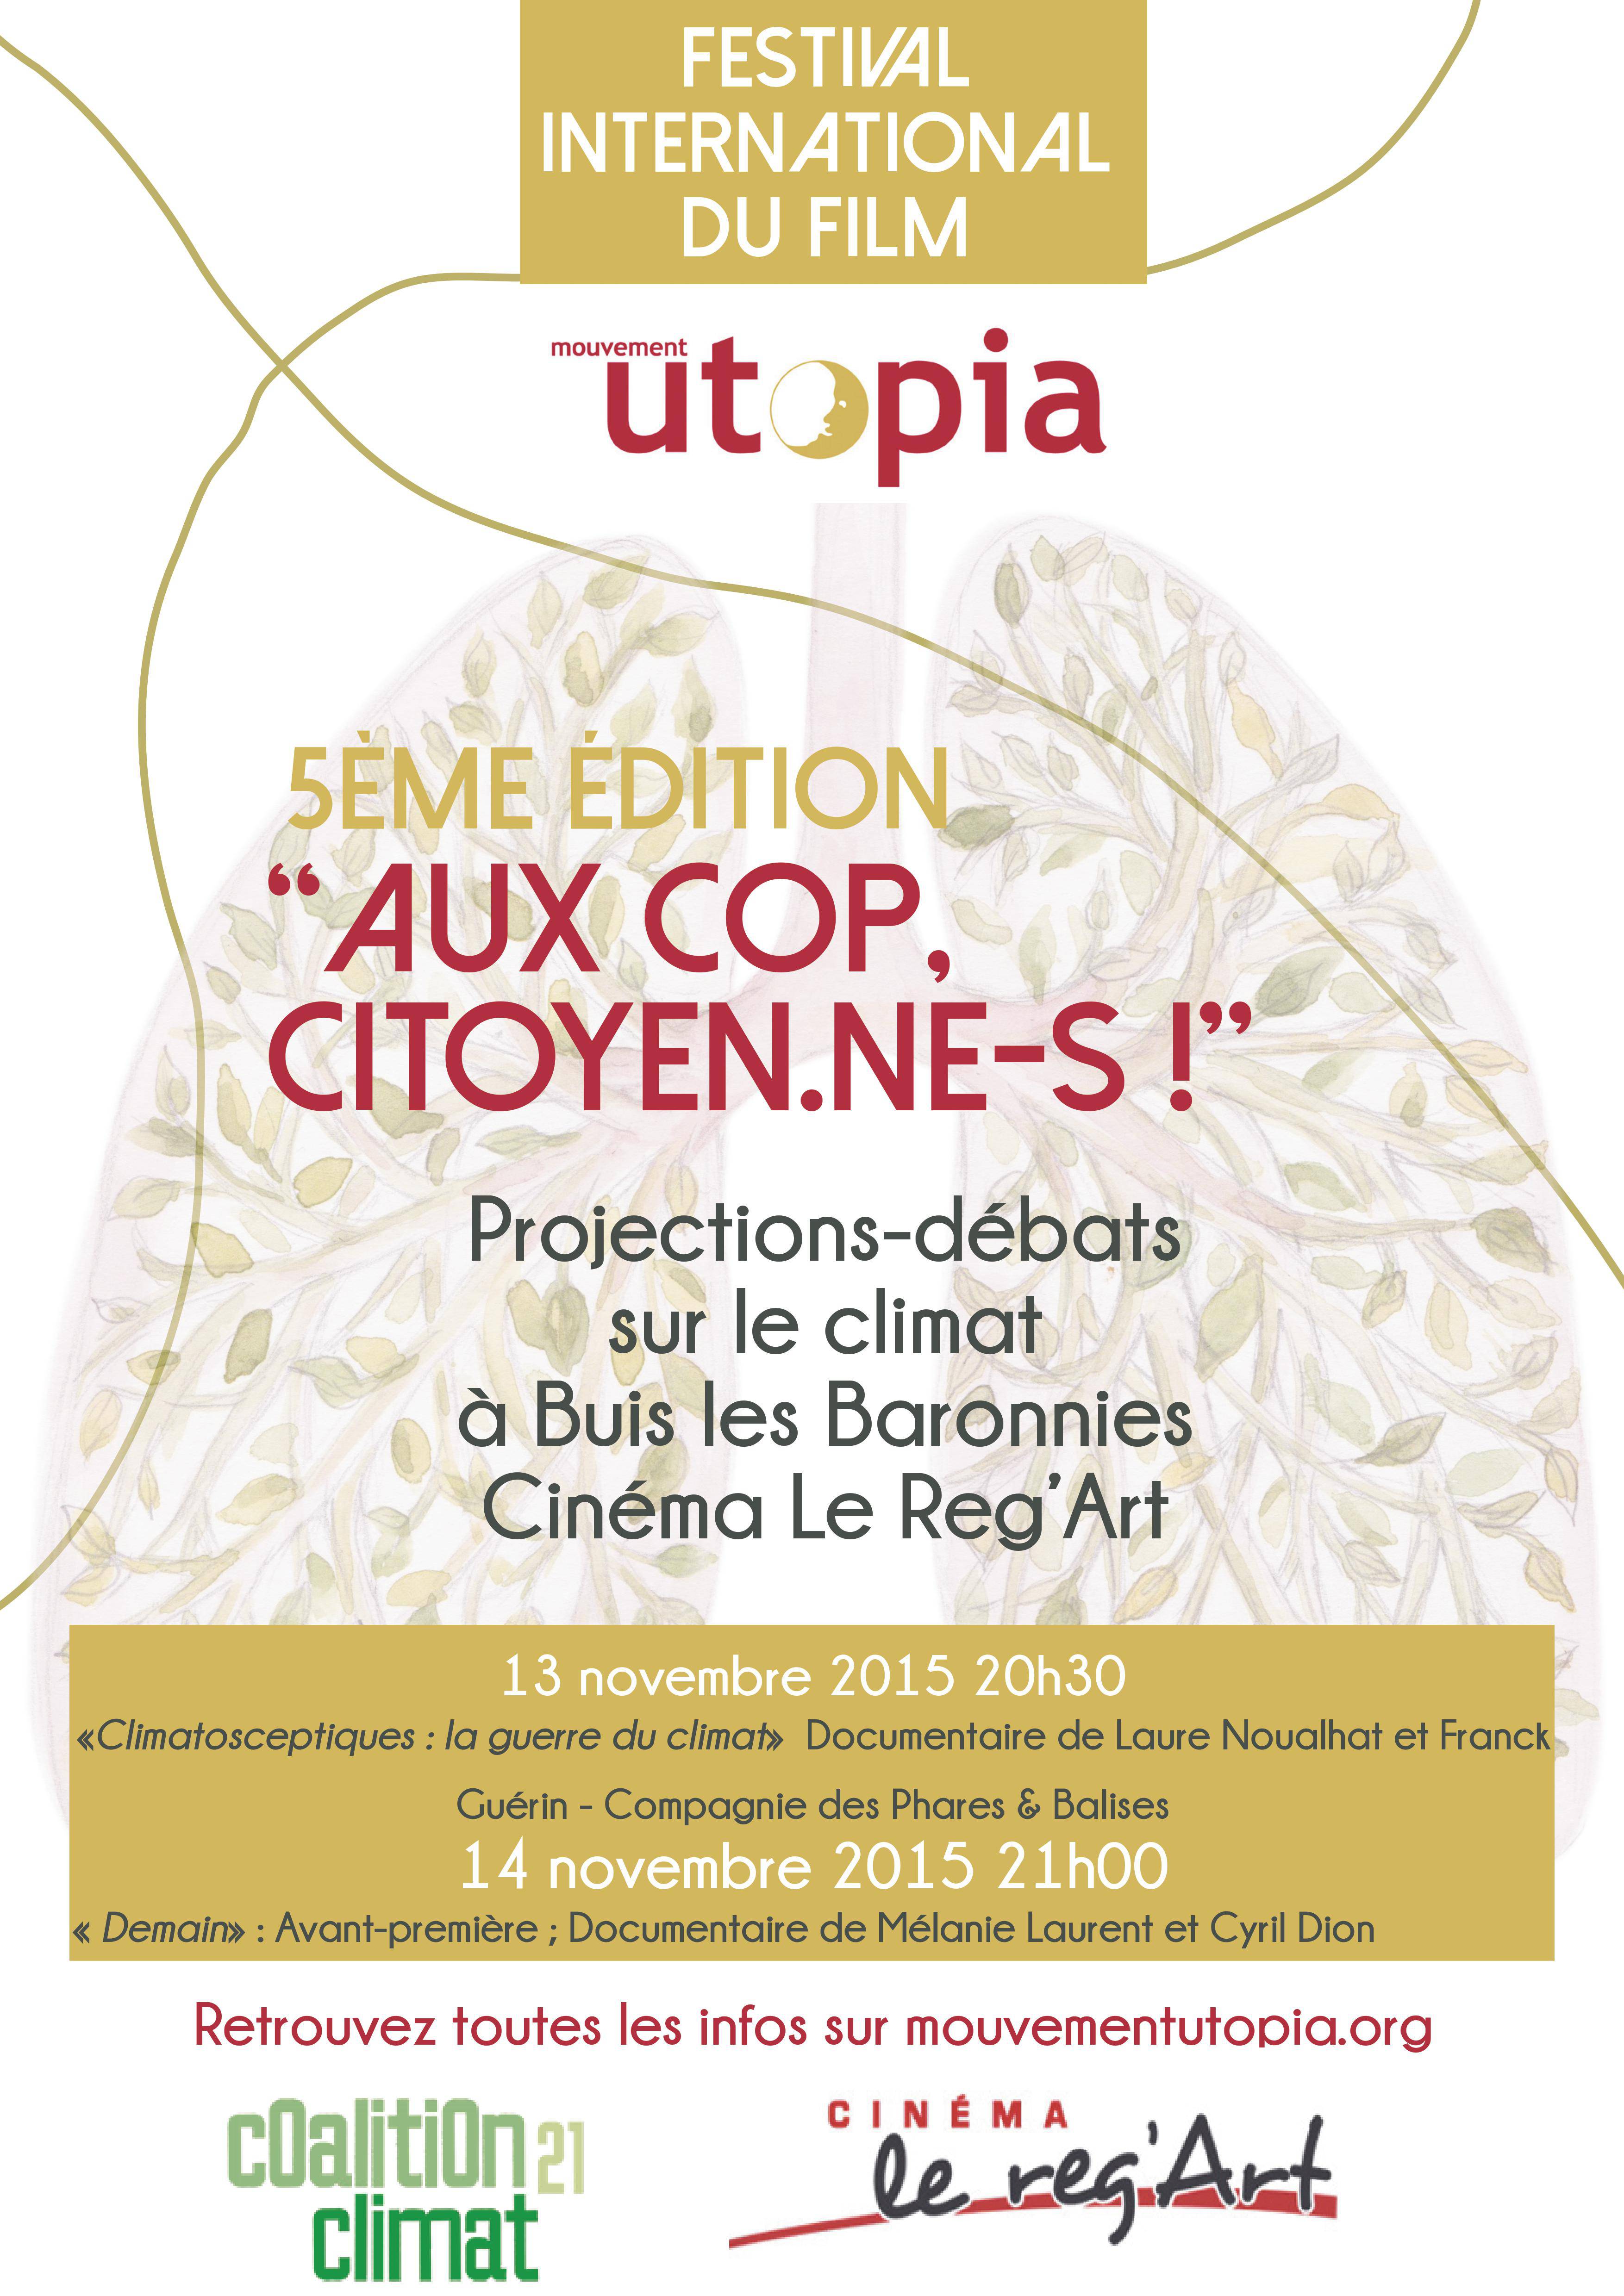 FESTIVAL
INTERNATIONAL
DU FILM
mouvement
utopia
5ÈME ÉDITION
“AUX COP,
CITOYEN.NE-S !”
Projections-débats
sur le climat
à Buis les Baronnies
Cinéma Le Reg’Art
13 novembre 2015 20h30
«Climatosceptiques : la guerre du climat» Documentaire de Laure Noualhat et Franck
Guérin - Compagnie des Phares & Balises
14 novembre 2015 21h00
« Demain» : Avant-première ; Documentaire de Mélanie Laurent et Cyril Dion
Retrouvez toutes les infos sur mouvementutopia.org
cOalitiOn 21
climat
CINÉMA
le reg'Art